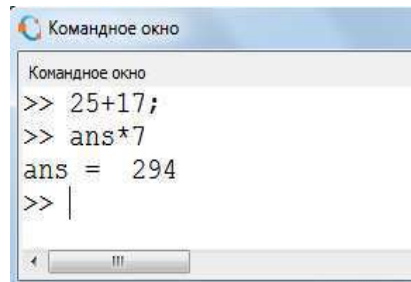 Командное окно
Командное окно
>> 25+17;
>> ans*7
ans =  294
>>